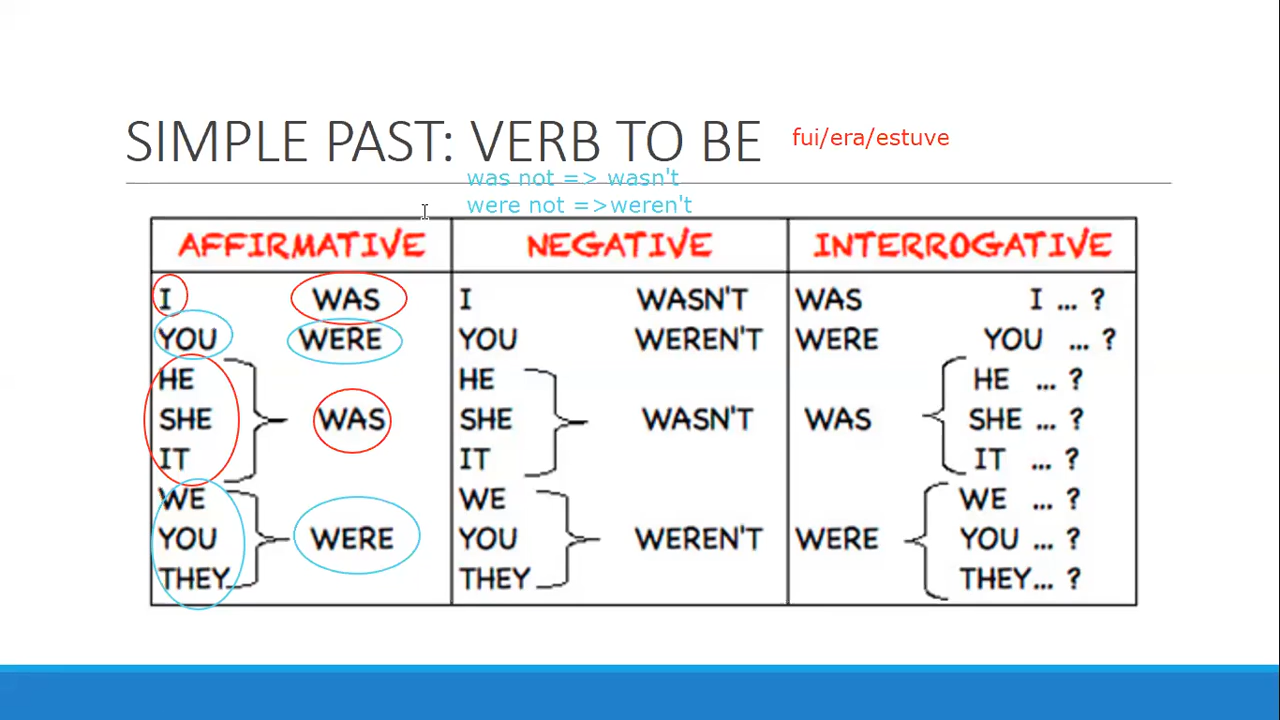 SIMPLE PAST: VERB TO BE fui/era/estuve
was not => wasn't
were not =>weren't
AFFIRMATIVE NEGATIVE INTERROGATIVE
I WAS I WASN'T WAS I ... ?
YOU WERE YOU WEREN'T WERE YOU ... ?
HE HE HE ... ?
SHE WAS SHE WASN'T WAS SHE ... ?
IT IT IT ... ?
WE WE WE ... ?
YOU WERE YOU WEREN'T WERE YOU ... ?
THEY THEY THEY... ?